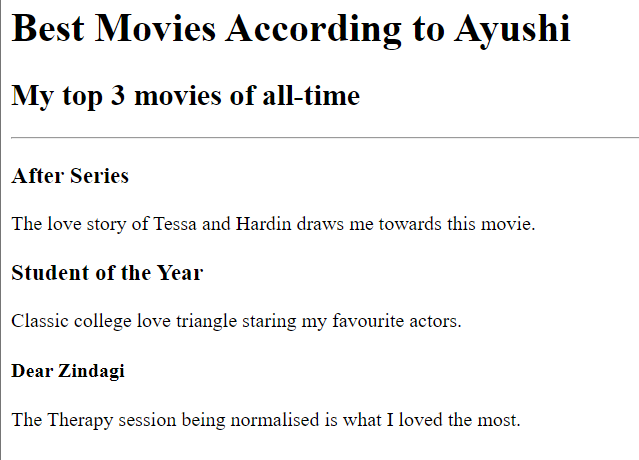 Best Movies According to Ayushi
My top 3 movies of all-time
After Series
The love story of Tessa and Hardin draws me towards this movie.
Student of the Year
Classic college love triangle staring my favourite actors.
Dear Zindagi
The Therapy session being normalised is what I loved the most.